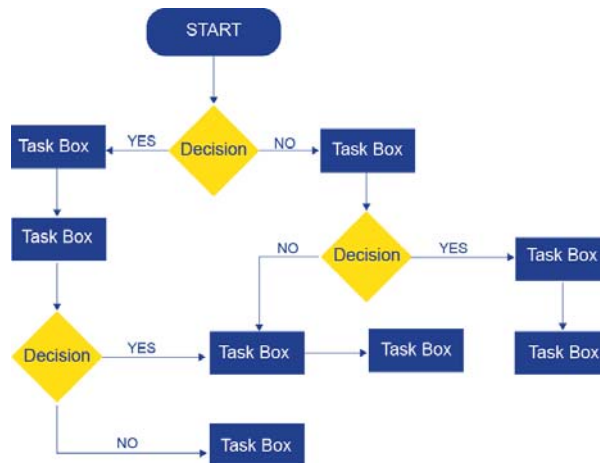 START
Task Box
YES
Decision
NO
Task Box
Task Box
NO
Decision
YES
Task Box
Decision
YES
Task Box
Task Box
Task Box
NO
Task Box